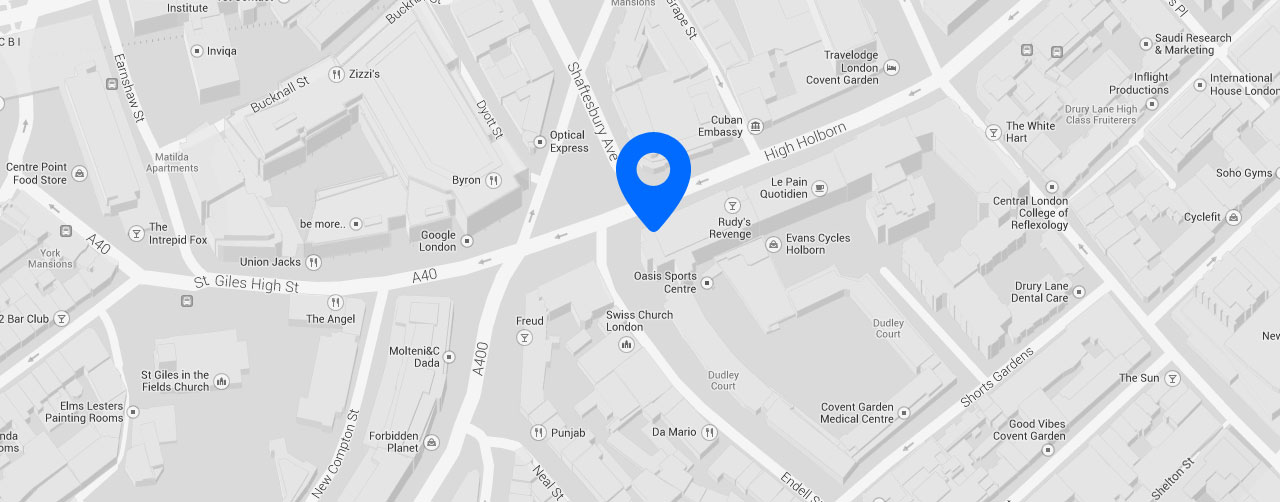 Institute
C B I
Inviqa
Zizzi's
Earnshaw St
Bucknall St
Bucknall
Mansions
Grape St
Shaftesbury Ave
Dyott St
Optical
Express
Travelodge
London
Covent Garden
Saudi Research
& Marketing
Inflight
Productions
International
House London
Drury Lane High
Class Fruiterers
The White
Hart
Cuban
Embassy
High Holborn
Matilda
Apartments
Centre Point
Food Store
Byron
be more..
Le Pain
Quotidien
Soho Gyms
Central London
College of
Reflexology
Cyclefit
The
Intrepid Fox
Google
London
Rudy's
Revenge
Evans Cycles
Holborn
A40
York
Mansions
Union Jacks
St Giles High St
A40
Oasis Sports
Centre
Drury Lane
Dental Care
2 Bar Club
The Angel
Freud
Swiss Church
London
Dudley
Court
Molteni&C
Dada
A400
St Giles in the
Fields Church
Dudley
Court
Shorts Gardens
The Sun
Elms Lesters
Painting Rooms
Covent Garden
Medical Centre
Good Vibes
Covent Garden
Forbidden
Planet
Punjab
Da Mario
New Compton St
Neal St
Endell S
Shelton St